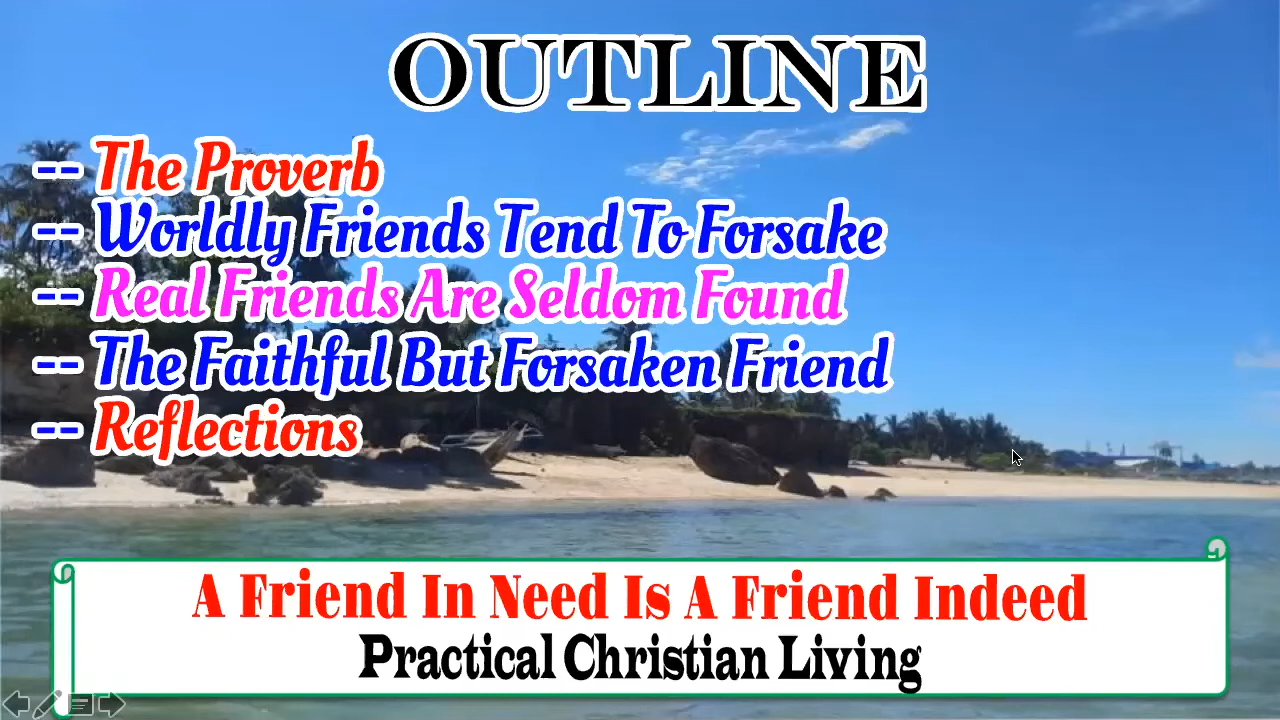 OUTLINE
-- The Proverb
-- Worldly Friends Tend To Forsake
-- Real Friends Are Seldom Found
-- The Faithful But Forsaken Friend
-- Reflections
A Friend In Need Is A Friend Indeed
Practical Christian Living